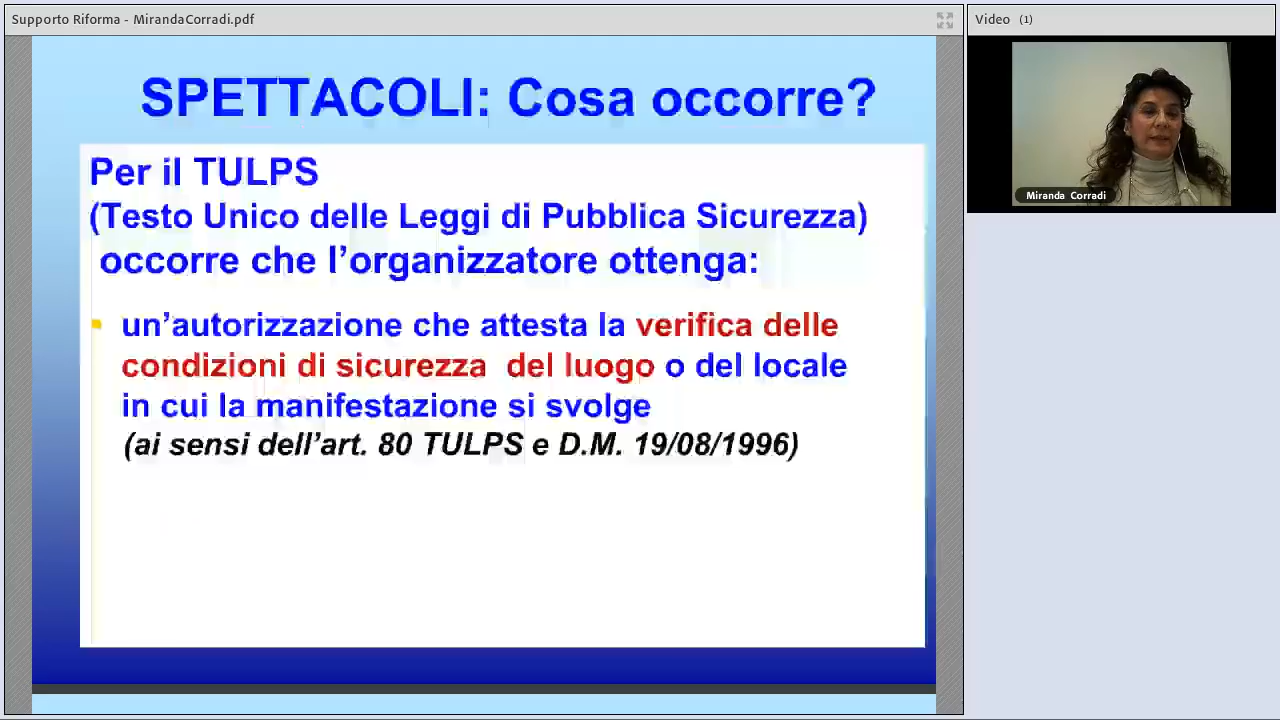 Supporto Riforma - MirandaCorradi.pdf
Video (1)
SPETTACOLI: Cosa occorre?
Per il TULPS
(Testo Unico delle Leggi di Pubblica Sicurezza)
occorre che l’organizzatore ottenga:
un’autorizzazione che attesta la verifica delle
condizioni di sicurezza del luogo o del locale
in cui la manifestazione si svolge
(ai sensi dell’art. 80 TULPS e D.M. 19/08/1996)
Miranda Corradi